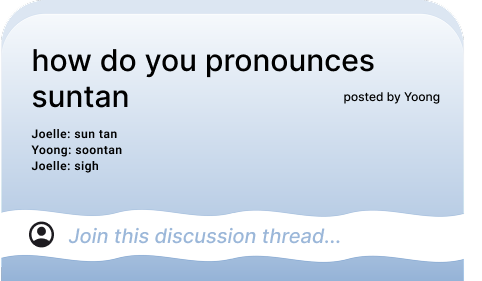 how do you pronounces
suntan
posted by Yoong
Joelle: sun tan
Yoong: soontan
Joelle: sigh
Join this discussion thread...